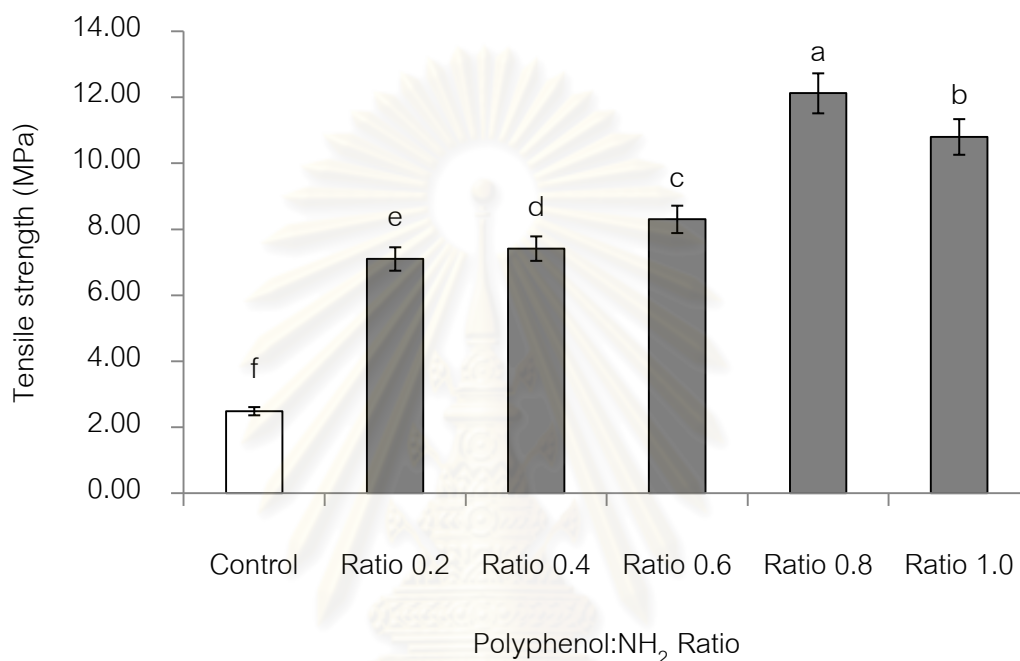 14.00
12.00
10.00
8.00
6.00
4.00
2.00
0.00
Tensile strength (MPa)
f
e
d
c
a
b
Control Ratio 0.2 Ratio 0.4 Ratio 0.6 Ratio 0.8 Ratio 1.0
Polyphenol:NH₂ Ratio